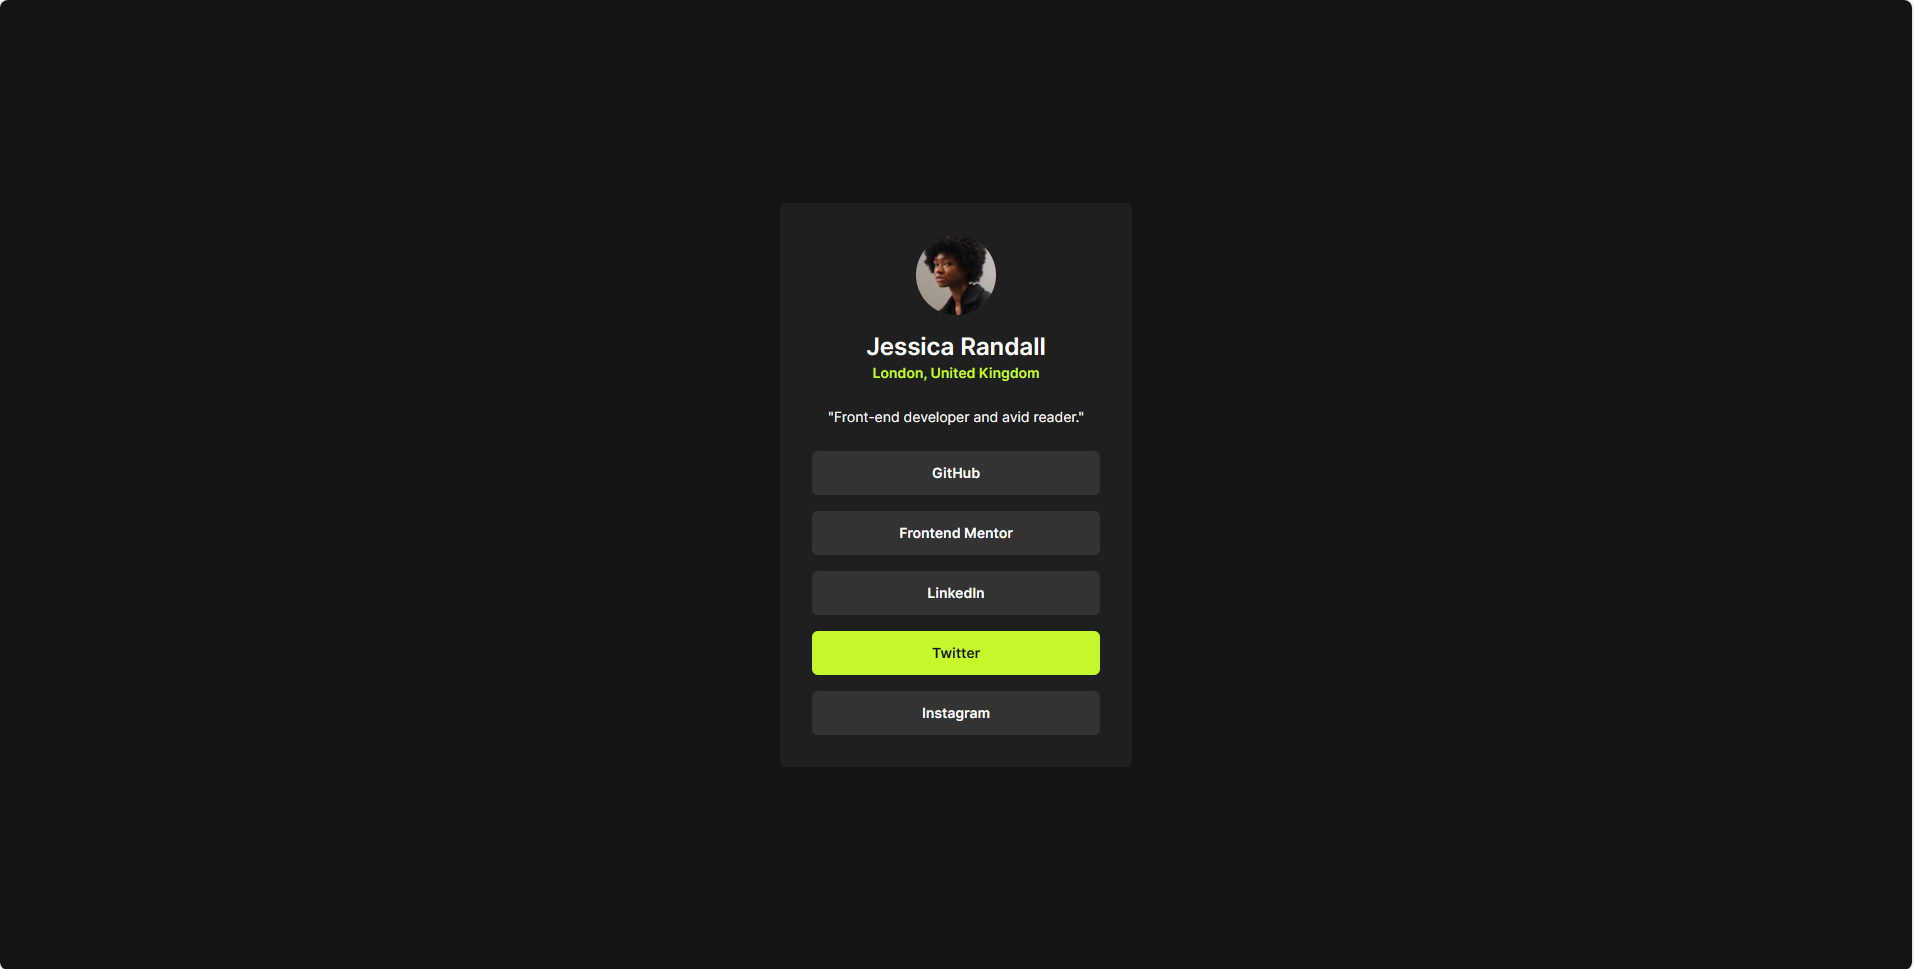 Jessica Randall
London, United Kingdom
"Front-end developer and avid reader."
GitHub
Frontend Mentor
LinkedIn
Twitter
Instagram